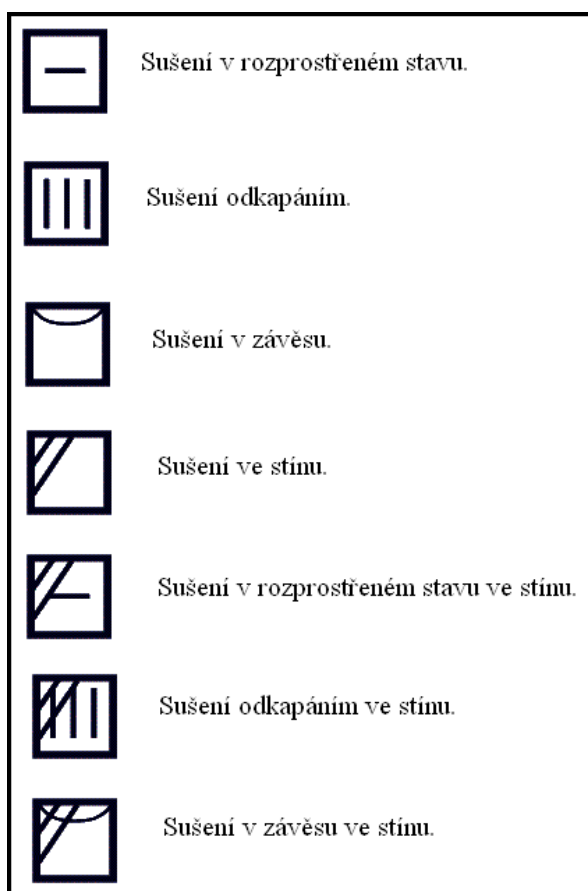 Sušení v rozprostřeném stavu.
Sušení odkapáním.
Sušení v závěsu.
Sušení ve stínu.
Sušení v rozprostřeném stavu ve stínu.
Sušení odkapáním ve stínu.
Sušení v závěsu ve stínu.